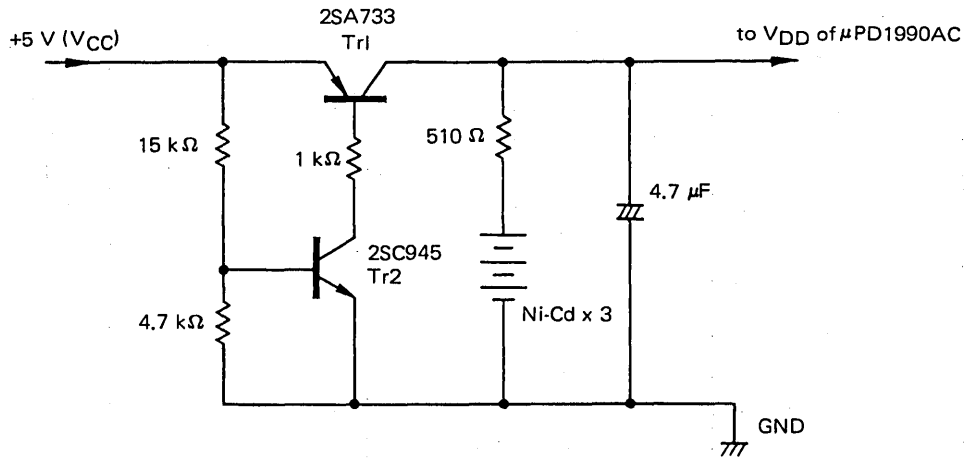 2SA733
Tr1
+5 V (VCC)
to VDD of μPD1990AC
15 kΩ
1 kΩ
510 Ω
4.7 μF
2SC945
Tr2
4.7 kΩ
Ni-Cd x 3
GND